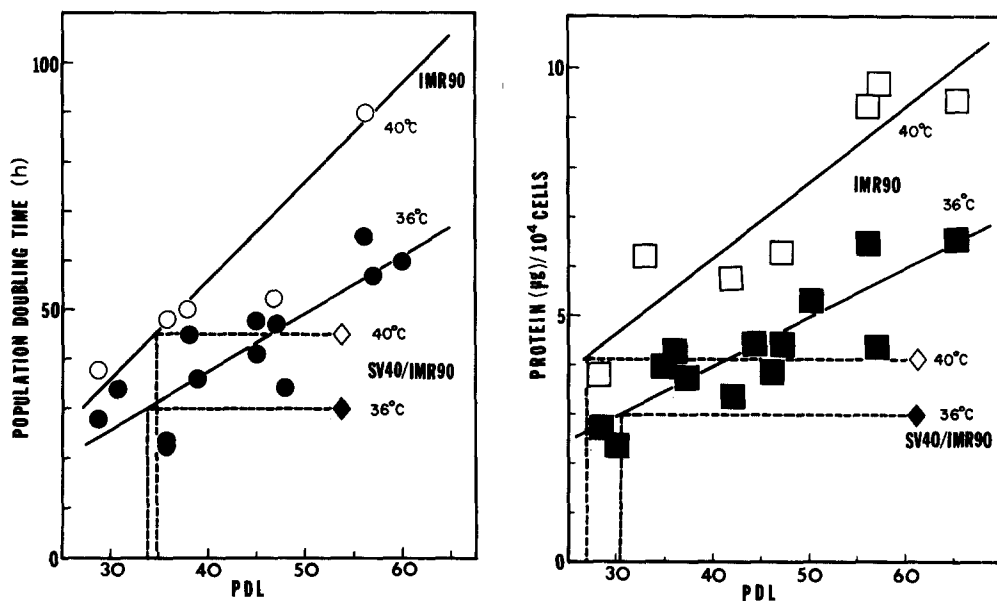 POPULATION DOUBLING TIME (h)
100
50
0
30
40
50
60
PDL
IMR90
40°C
36°C
40°C
SV40/IMR90
36°C
PROTEIN (μg)/10⁴ CELLS
10
5
0
30
40
50
60
PDL
40°C
IMR90
36°C
40°C
36°C
SV40/IMR90